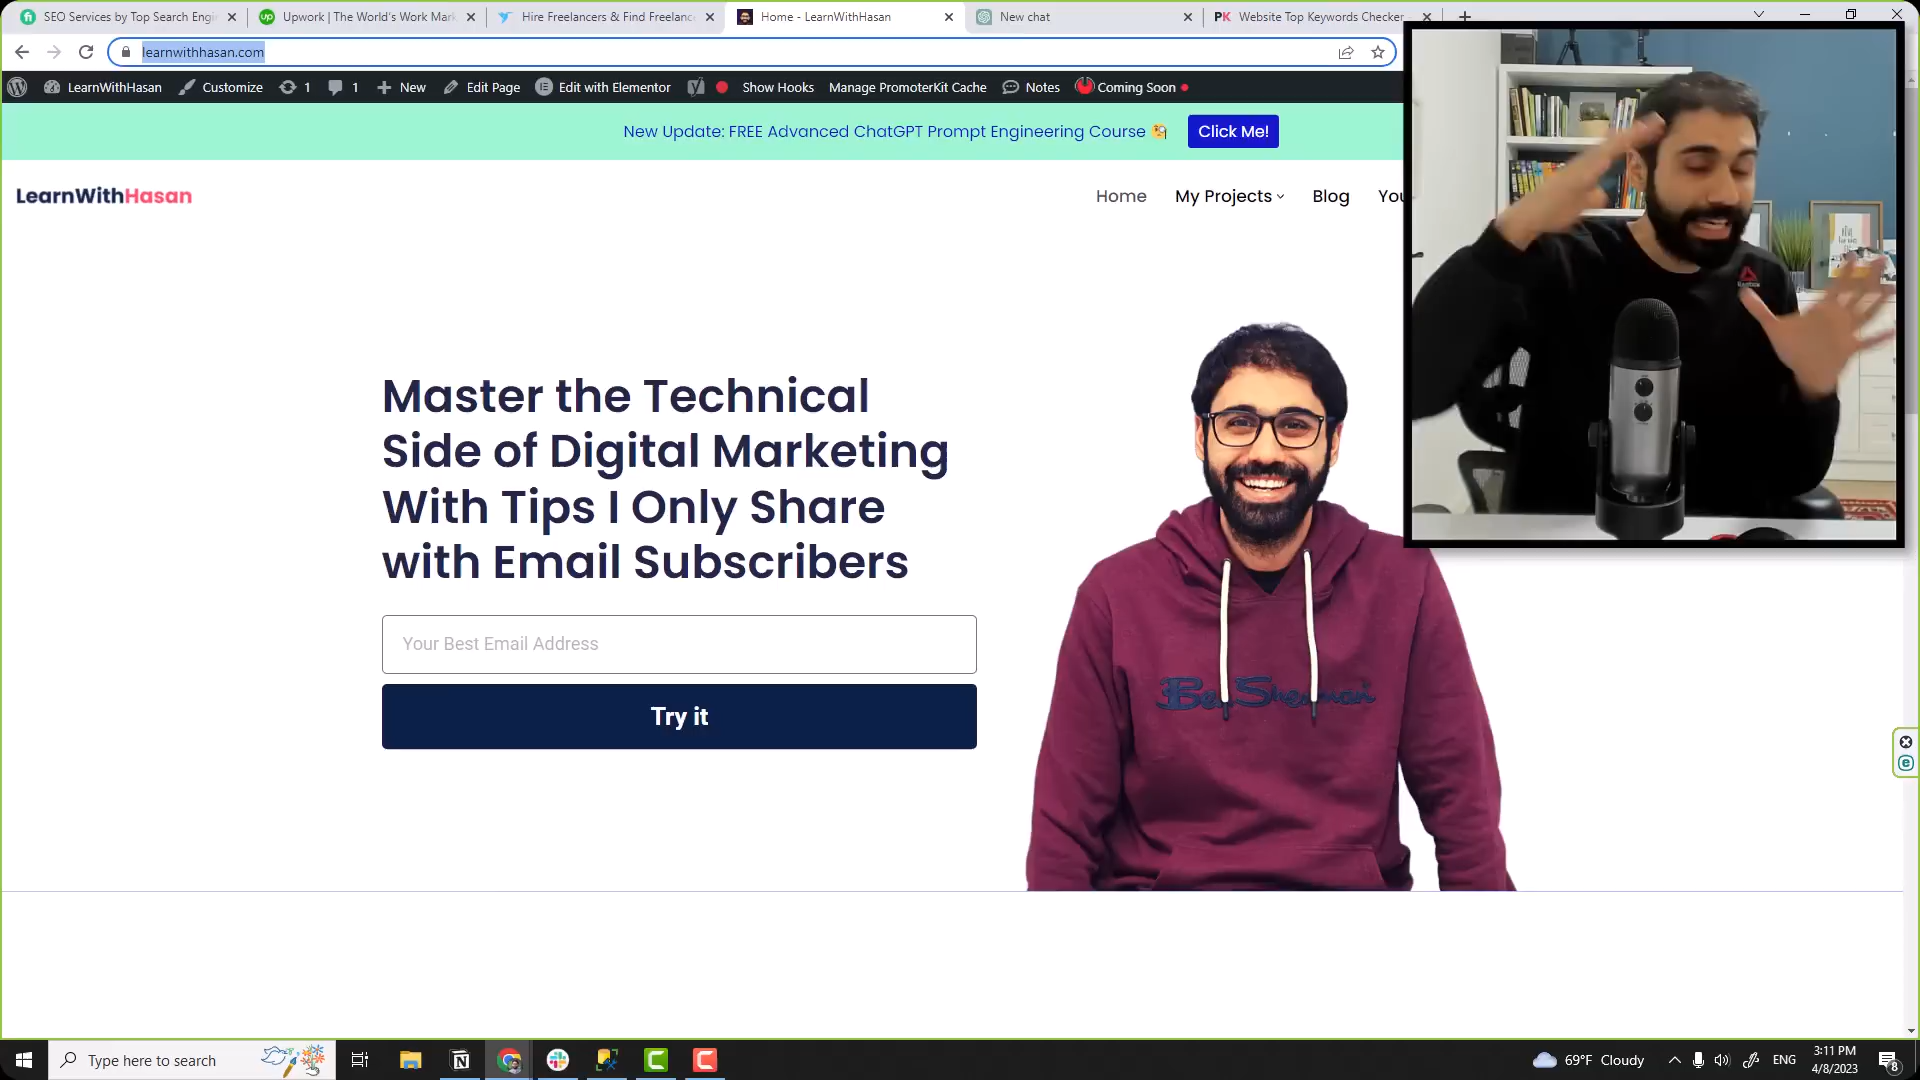 SEO Services by Top Search Engi
Upwork | The World's Work Mark
Hire Freelancers & Find Freelance
Home - LearnWithHasan
New chat
PK Website Top Keywords Checker
learnwithhasan.com
LearnWithHasan
Customize
1
1
New
Edit Page
Edit with Elementor
Show Hooks
Manage PromoterKit Cache
Notes
Coming Soon
New Update: FREE Advanced ChatGPT Prompt Engineering Course 🧐
Click Me!
LearnWithHasan
Home
My Projects
Blog
You
Master the Technical
Side of Digital Marketing
With Tips I Only Share
with Email Subscribers
Your Best Email Address
Try it
Ben Sherman
Type here to search
69°F Cloudy
ENG
3:11 PM
4/8/2023
8